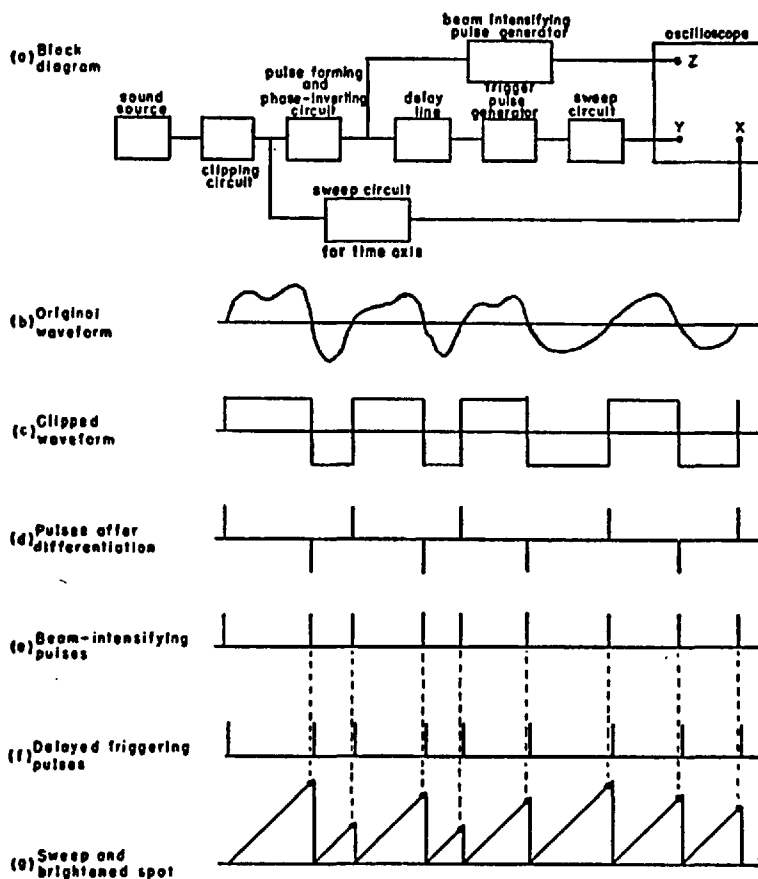 beam intensifying
pulse generator
oscilloscope
(a) Block
diagram
Z
pulse forming
and
phase-inverting
circuit
sound
source
delay
line
trigger
pulse
generator
sweep
circuit
Y
X
clipping
circuit
sweep circuit
for time axis
(b) Original
waveform
(c) Clipped
waveform
(d) Pulses after
differentiation
(e) Beam-intensifying
pulses
(f) Delayed triggering
pulses
(g) Sweep and
brightened spot